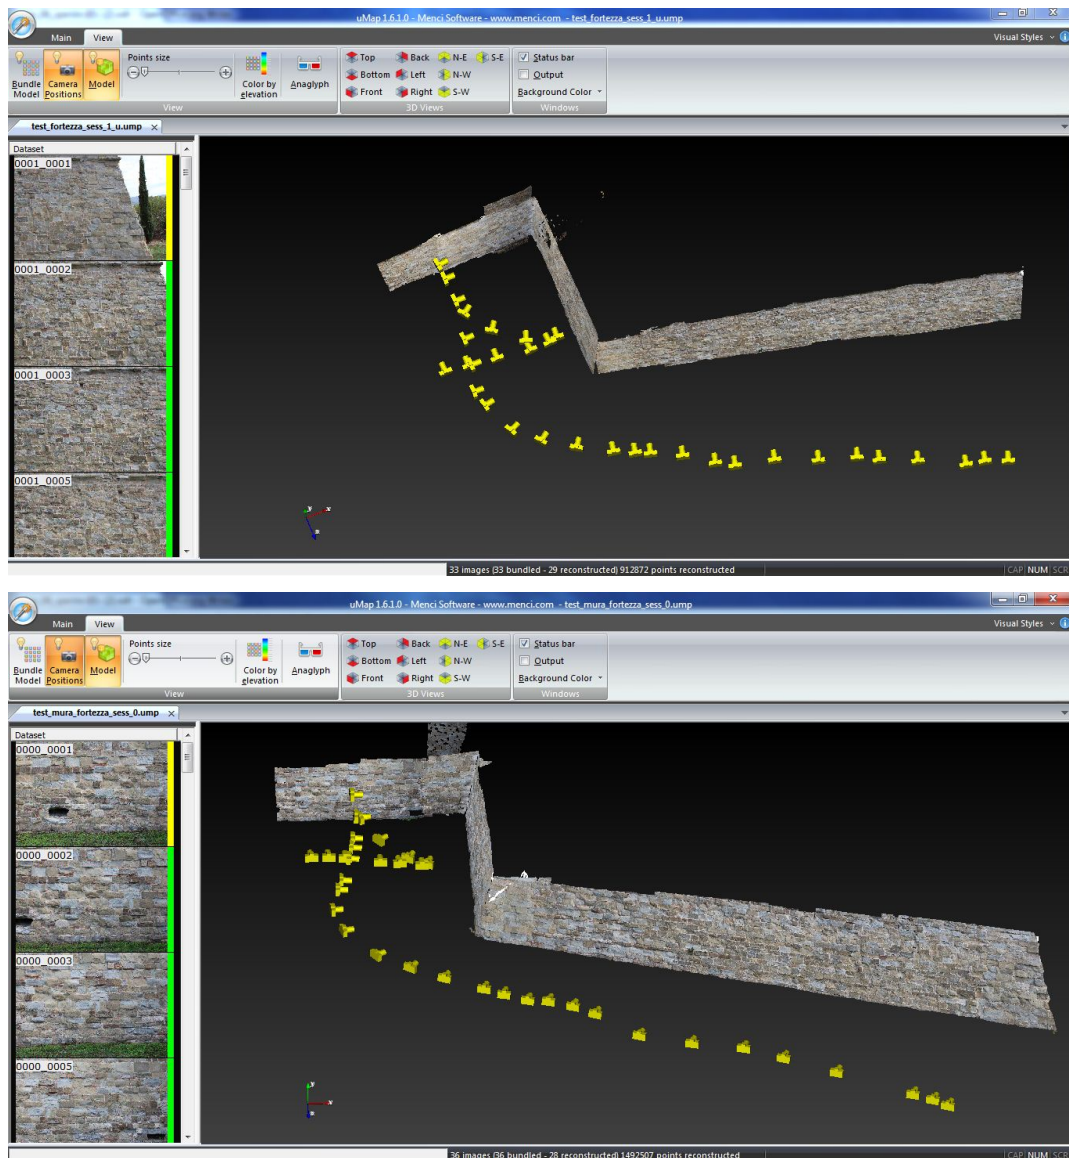 uMap 1.6.1.0 - Menci Software - www.menci.com - test_fortezza_sess_1_u.ump
Main View Visual Styles
Points size
Bundle Model
Camera Positions
Model
Color by elevation
Anaglyph
View
Top Back N-E S-E
Bottom Left N-W
Front Right S-W
3D Views
Status bar
Output
Background Color
Windows
test_fortezza_sess_1_u.ump
Dataset
0001_0001
0001_0002
0001_0003
0001_0005
33 images (33 bundled - 29 reconstructed) 912872 points reconstructed
CAP NUM SCR
uMap 1.6.1.0 - Menci Software - www.menci.com - test_mura_fortezza_sess_0.ump
Main View Visual Styles
Points size
Bundle Model
Camera Positions
Model
Color by elevation
Anaglyph
View
Top Back N-E S-E
Bottom Left N-W
Front Right S-W
3D Views
Status bar
Output
Background Color
Windows
test_mura_fortezza_sess_0.ump
Dataset
0000_0001
0000_0002
0000_0003
0000_0005
36 images (36 bundled - 28 reconstructed) 1492507 points reconstructed
CAP NUM SCR